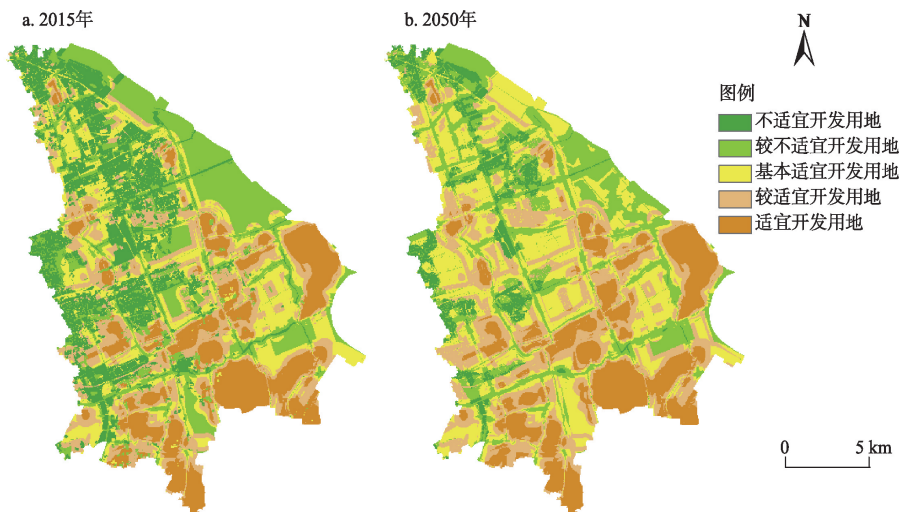 a. 2015年
b. 2050年
N
图例
不适宜开发用地
较不适宜开发用地
基本适宜开发用地
较适宜开发用地
适宜开发用地
0 5 km